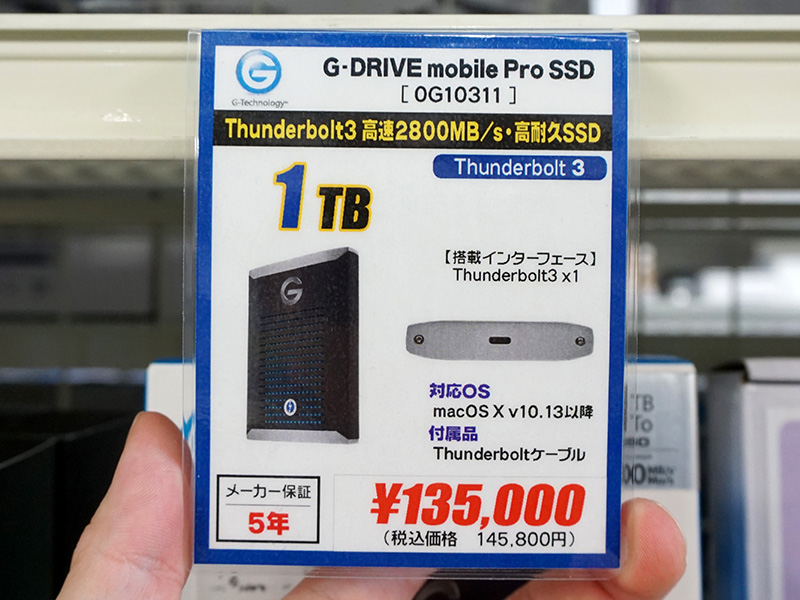 G-Technology™
G-DRIVE mobile Pro SSD
[ 0G10311 ]
Thunderbolt3 高速2800MB/s・高耐久SSD
Thunderbolt 3
1TB
【搭載インターフェース】
Thunderbolt3 x1
対応OS
macOS X v10.13以降
付属品
Thunderboltケーブル
メーカー保証
5年
¥135,000
(税込価格 145,800円)
TB
To